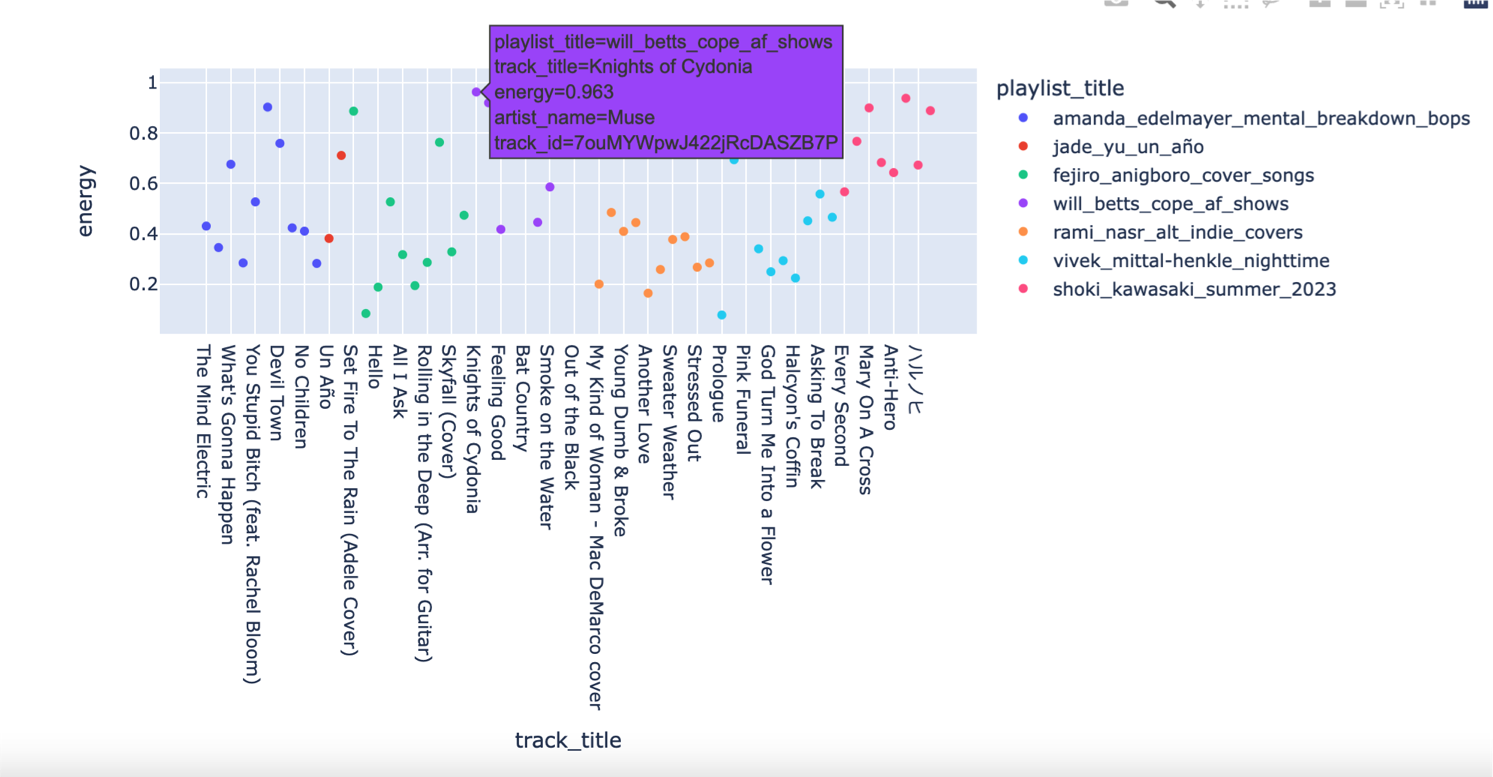 playlist_title=will_betts_cope_af_shows
track_title=Knights of Cydonia
energy=0.963
artist_name=Muse
track_id=7ouMYWpwJ422jRcDASZB7P
1
0.8
0.6
0.4
0.2
energy
The Mind Electric
What's Gonna Happen
You Stupid Bitch (feat. Rachel Bloom)
Devil Town
No Children
Un Año
Set Fire To The Rain (Adele Cover)
Hello
All I Ask
Rolling in the Deep (Arr. for Guitar)
Skyfall (Cover)
Knights of Cydonia
Feeling Good
Bat Country
Smoke on the Water
Out of the Black
My Kind of Woman - Mac DeMarco cover
Young Dumb & Broke
Another Love
Sweater Weather
Stressed Out
Prologue
Pink Funeral
God Turn Me Into a Flower
Halcyon's Coffin
Asking To Break
Every Second
Mary On A Cross
Anti-Hero
ハルノヒ
track_title
playlist_title
amanda_edelmayer_mental_breakdown_bops
jade_yu_un_año
fejiro_anigboro_cover_songs
will_betts_cope_af_shows
rami_nasr_alt_indie_covers
vivek_mittal-henkle_nighttime
shoki_kawasaki_summer_2023